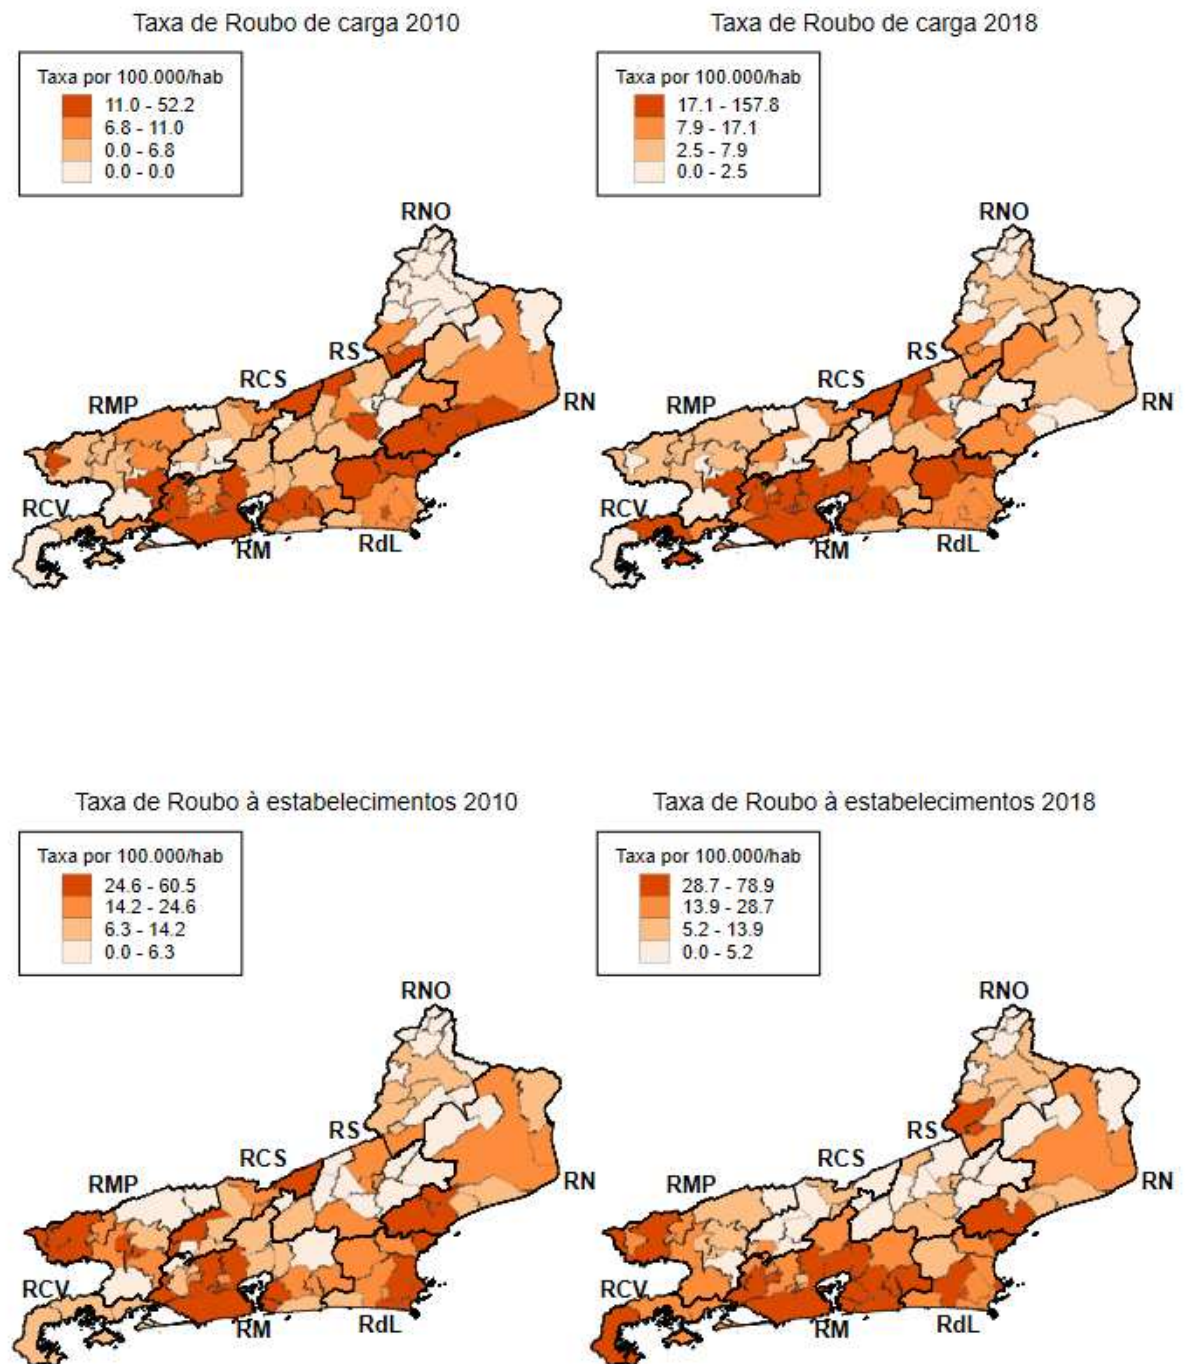 Taxa de Roubo de carga 2010
Taxa por 100.000/hab
11.0 - 52.2
6.8 - 11.0
0.0 - 6.8
0.0 - 0.0
RNO
RS
RCS
RMP
RN
RCV
RM
RdL
Taxa de Roubo de carga 2018
Taxa por 100.000/hab
17.1 - 157.8
7.9 - 17.1
2.5 - 7.9
0.0 - 2.5
RNO
RS
RCS
RMP
RN
RCV
RM
RdL
Taxa de Roubo à estabelecimentos 2010
Taxa por 100.000/hab
24.6 - 60.5
14.2 - 24.6
6.3 - 14.2
0.0 - 6.3
RNO
RS
RCS
RMP
RN
RCV
RM
RdL
Taxa de Roubo à estabelecimentos 2018
Taxa por 100.000/hab
28.7 - 78.9
13.9 - 28.7
5.2 - 13.9
0.0 - 5.2
RNO
RS
RCS
RMP
RN
RCV
RM
RdL